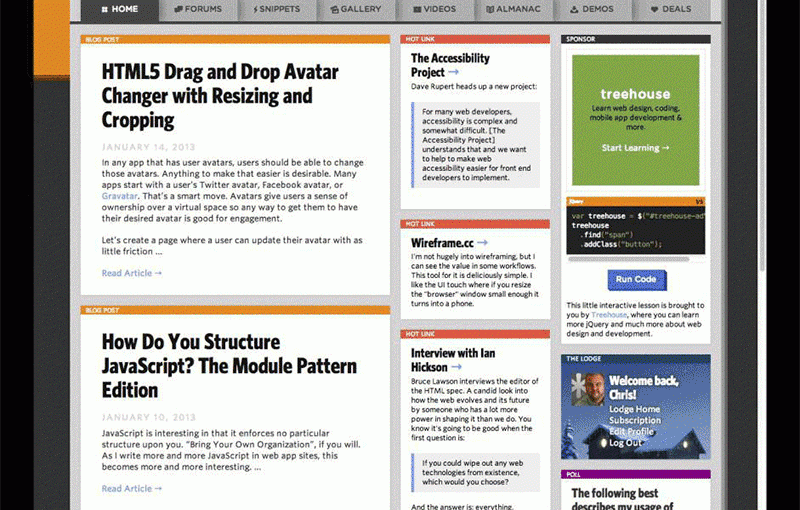 HOME
FORUMS
SNIPPETS
GALLERY
VIDEOS
ALMANAC
DEMOS
DEALS
BLOG POST
HTML5 Drag and Drop Avatar
Changer with Resizing and
Cropping
JANUARY 14, 2013
In any app that has user avatars, users should be able to change
those avatars. Anything to make that easier is desirable. Many
apps start with a user's Twitter avatar, Facebook avatar, or
Gravatar. That's a smart move. Avatars give users a sense of
ownership over a virtual space so any way to get them to have
their desired avatar is good for engagement.
Let's create a page where a user can update their avatar with as
little friction ...
Read Article →
BLOG POST
How Do You Structure
JavaScript? The Module Pattern
Edition
JANUARY 10, 2013
JavaScript is interesting in that it enforces no particular
structure upon you. "Bring Your Own Organization", if you will.
As I write more and more JavaScript in web app sites, this
becomes more and more interesting. ...
Read Article →
HOT LINK
The Accessibility
Project →
Dave Rupert heads up a new project:
For many web developers,
accessibility is complex and
somewhat difficult. [The
Accessibility Project]
understands that and we want
to help to make web
accessibility easier for front end
developers to implement.
HOT LINK
Wireframe.cc →
I'm not hugely into wireframing, but I
can see the value in some workflows.
This tool for it is deliciously simple. I
like the UI touch where if you resize
the "browser" window small enough it
turns into a phone.
HOT LINK
Interview with Ian
Hickson →
Bruce Lawson interviews the editor of
the HTML spec. A candid look into
how the web evolves and its future
by someone who has a lot more
power in shaping it than we do. You
know it's going to be good when the
first question is:
If you could wipe out any web
technologies from existence,
which would you choose?
And the answer is: everything.
SPONSOR
treehouse
Learn web design, coding,
mobile app development &
more.
Start Learning →
jQuery
var treehouse = $("#treehouse-ad"
treehouse
.find("span")
.addClass("button");
Run Code
This little interactive lesson is brought to
you by Treehouse, where you can learn
more jQuery and much more about web
design and development.
THE LODGE
Welcome back,
Chris!
Lodge Home
Subscription
Edit Profile
Log Out
POLL
The following best
describes my usage of